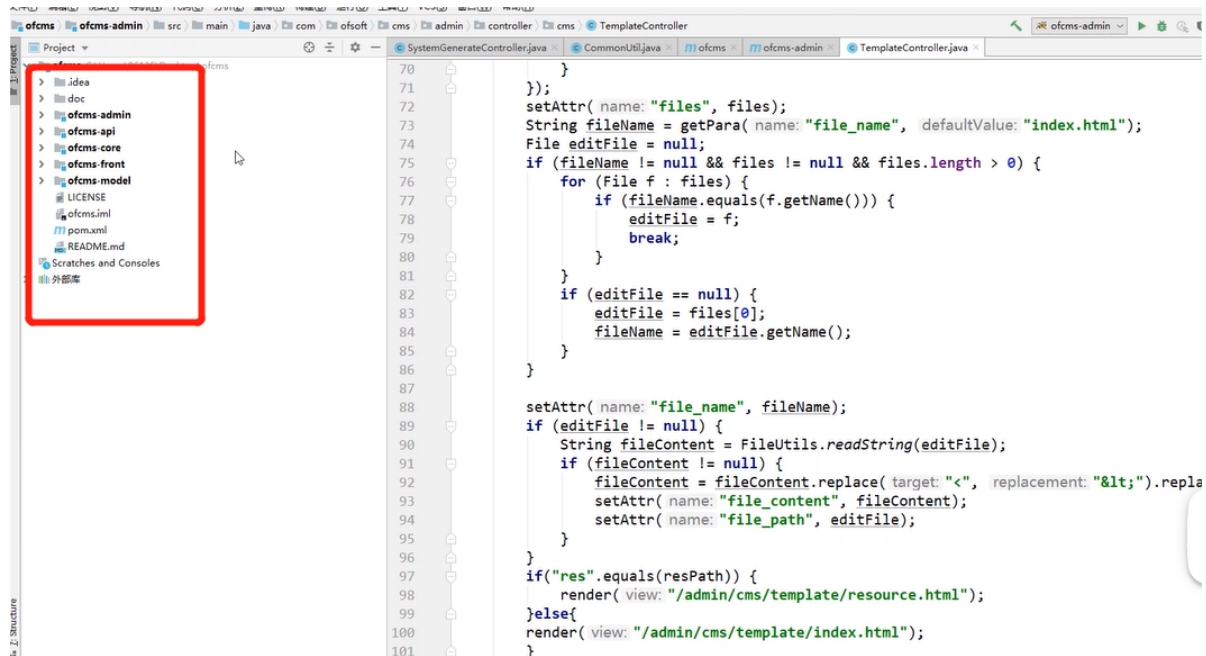 ofcms ofcms-admin src main java com ofsoft cms admin controller cms TemplateController ofcms-admin
1: Project
Project
SystemGenerateController.java CommonUtil.java ofcms ofcms-admin TemplateController.java
.idea
doc
ofcms-admin
ofcms-api
ofcms-core
ofcms-front
ofcms-model
LICENSE
ofcms.iml
pom.xml
README.md
Scratches and Consoles
外部库
70 }
71 });
72 setAttr( name: "files", files);
73 String fileName = getPara( name: "file_name", defaultValue: "index.html");
74 File editFile = null;
75 if (fileName != null && files != null && files.length > 0) {
76 for (File f : files) {
77 if (fileName.equals(f.getName())) {
78 editFile = f;
79 break;
80 }
81 }
82 if (editFile == null) {
83 editFile = files[0];
84 fileName = editFile.getName();
85 }
86 }
87
88 setAttr( name: "file_name", fileName);
89 if (editFile != null) {
90 String fileContent = FileUtils.readString(editFile);
91 if (fileContent != null) {
92 fileContent = fileContent.replace( target: "<", replacement: "&lt;").repla
93 setAttr( name: "file_content", fileContent);
94 setAttr( name: "file_path", editFile);
95 }
96 }
97 if("res".equals(resPath)) {
98 render( view: "/admin/cms/template/resource.html");
99 }else{
100 render( view: "/admin/cms/template/index.html");
101 }
Z: Structure